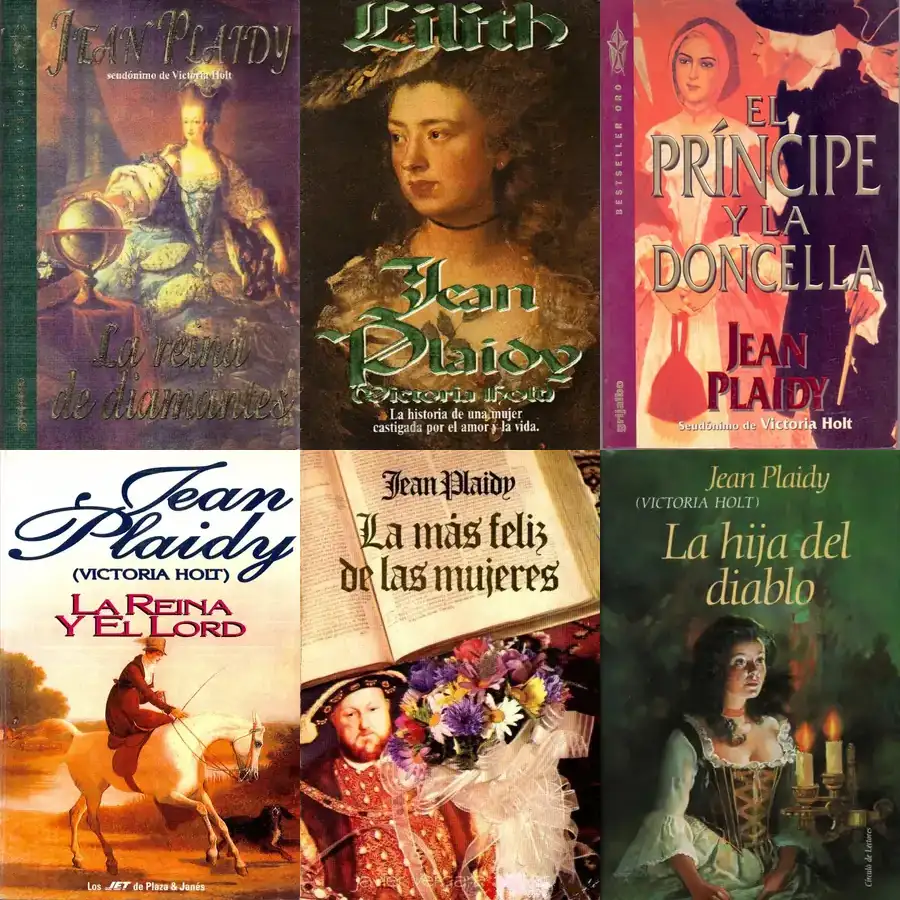 JEAN PLAIDY
seudónimo de Victoria Holt
La reina
de diamantes
Lilith
Jean
Plaidy
(Victoria Holt)
La historia de una mujer
castigada por el amor y la vida.
BESTSELLER ORO
EL
PRÍNCIPE
Y LA
DONCELLA
JEAN
PLAIDY
Seudónimo de Victoria Holt
grijalbo
Jean
Plaidy
(VICTORIA HOLT)
LA REINA
Y EL LORD
Los JET de Plaza & Janés
Jean Plaidy
La más feliz
de las mujeres
Jean Plaidy
(VICTORIA HOLT)
La hija del
diablo
Círculo de Lectores